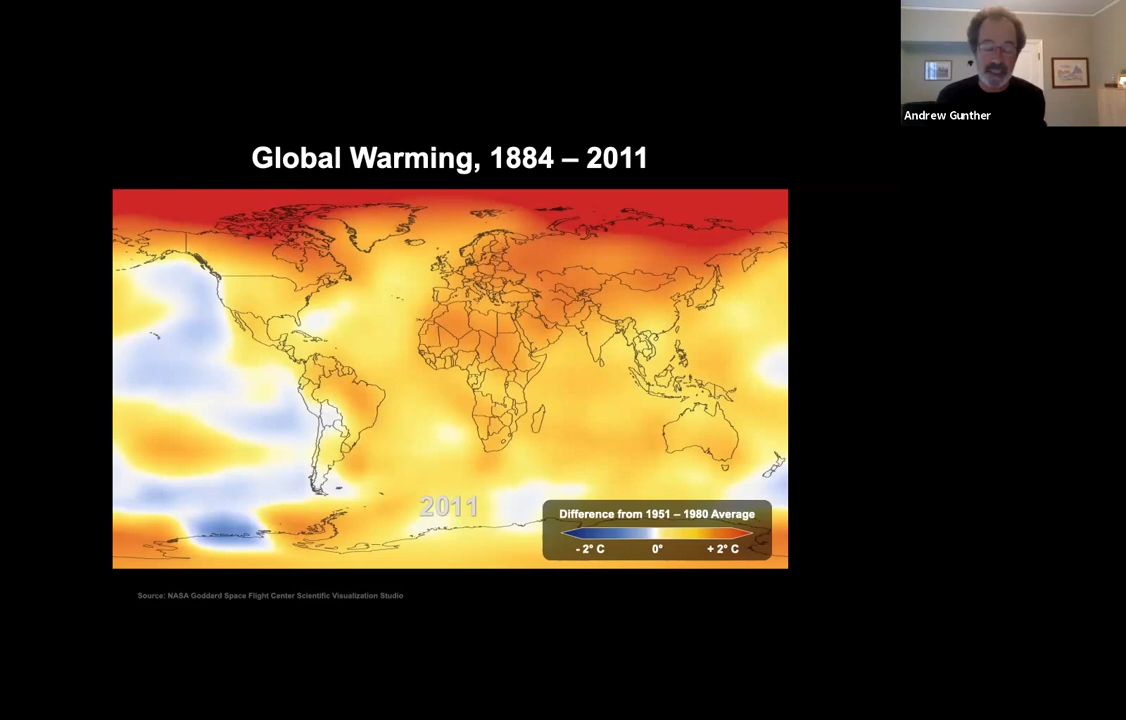 Andrew Gunther
Global Warming, 1884 – 2011
2011
Difference from 1951 – 1980 Average
- 2° C 0° + 2° C
Source: NASA Goddard Space Flight Center Scientific Visualization Studio